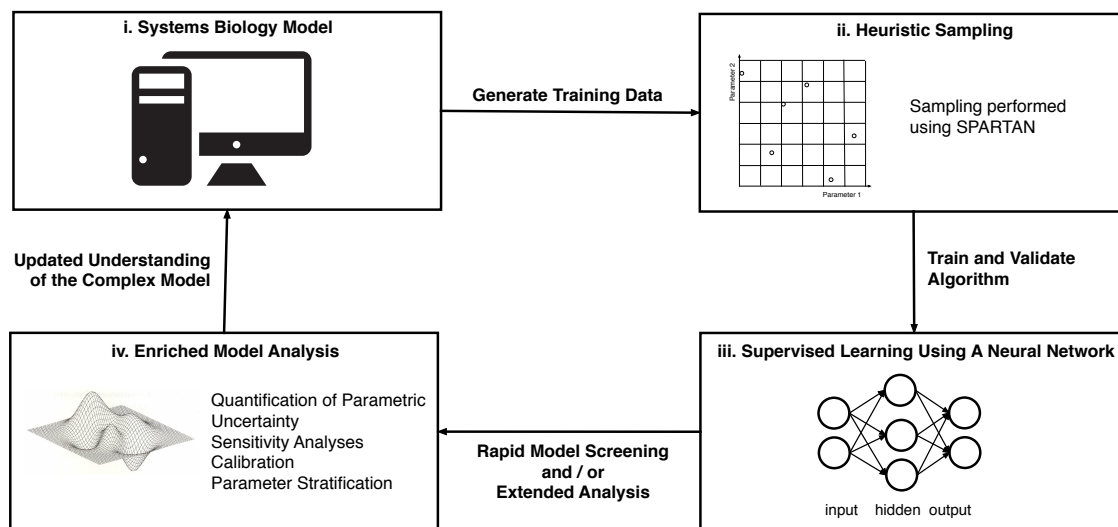 i. Systems Biology Model
Generate Training Data
ii. Heuristic Sampling
Parameter 2
Parameter 1
Sampling performed
using SPARTAN
Train and Validate
Algorithm
iii. Supervised Learning Using A Neural Network
input hidden output
Rapid Model Screening
and / or
Extended Analysis
iv. Enriched Model Analysis
Quantification of Parametric
Uncertainty
Sensitivity Analyses
Calibration
Parameter Stratification
Updated Understanding
of the Complex Model